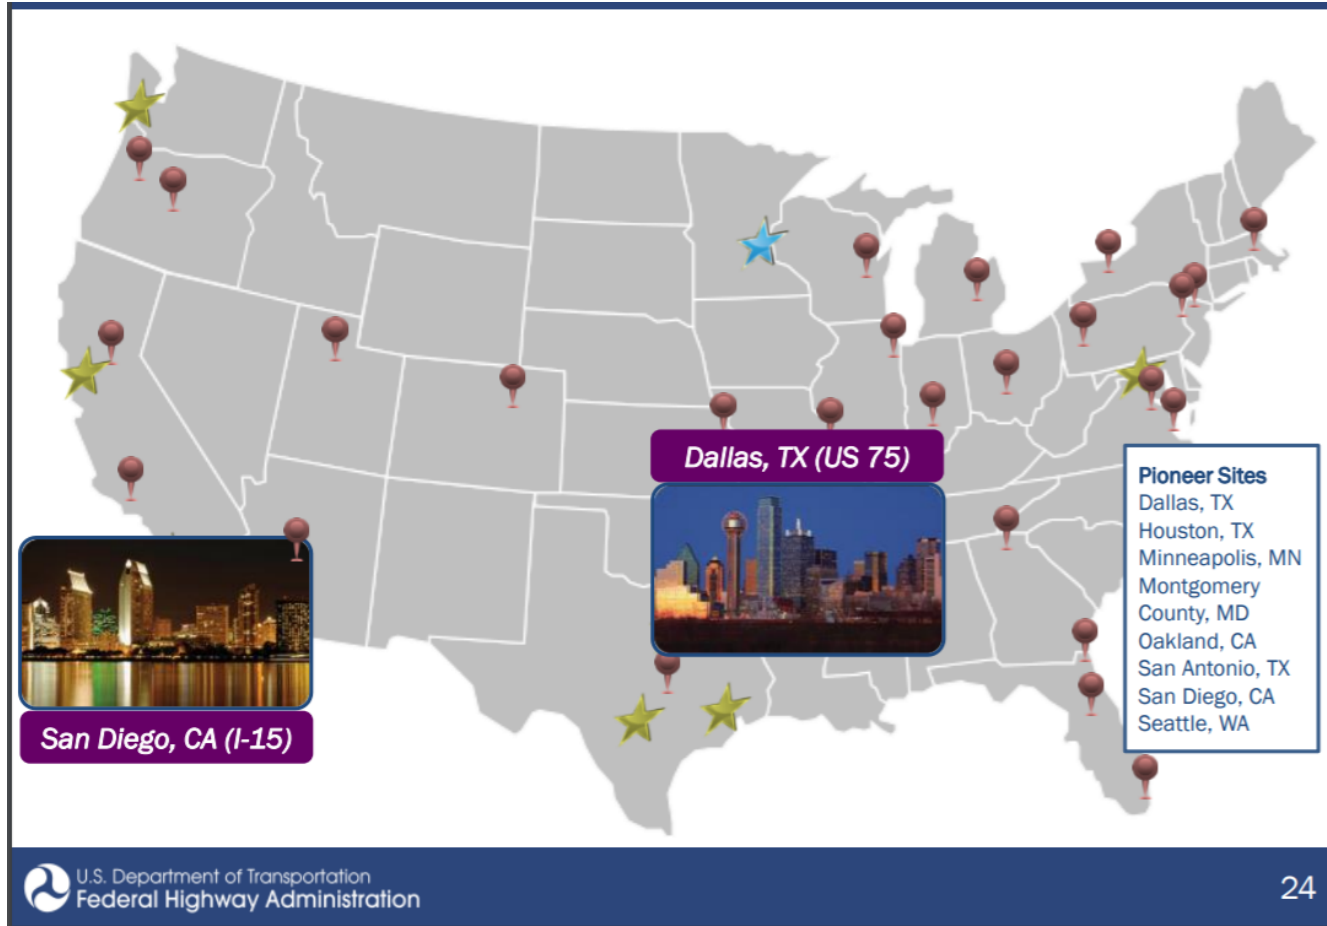 Dallas, TX (US 75)
Pioneer Sites
Dallas, TX
Houston, TX
Minneapolis, MN
Montgomery
County, MD
Oakland, CA
San Antonio, TX
San Diego, CA
Seattle, WA
San Diego, CA (I-15)
U.S. Department of Transportation
Federal Highway Administration
24